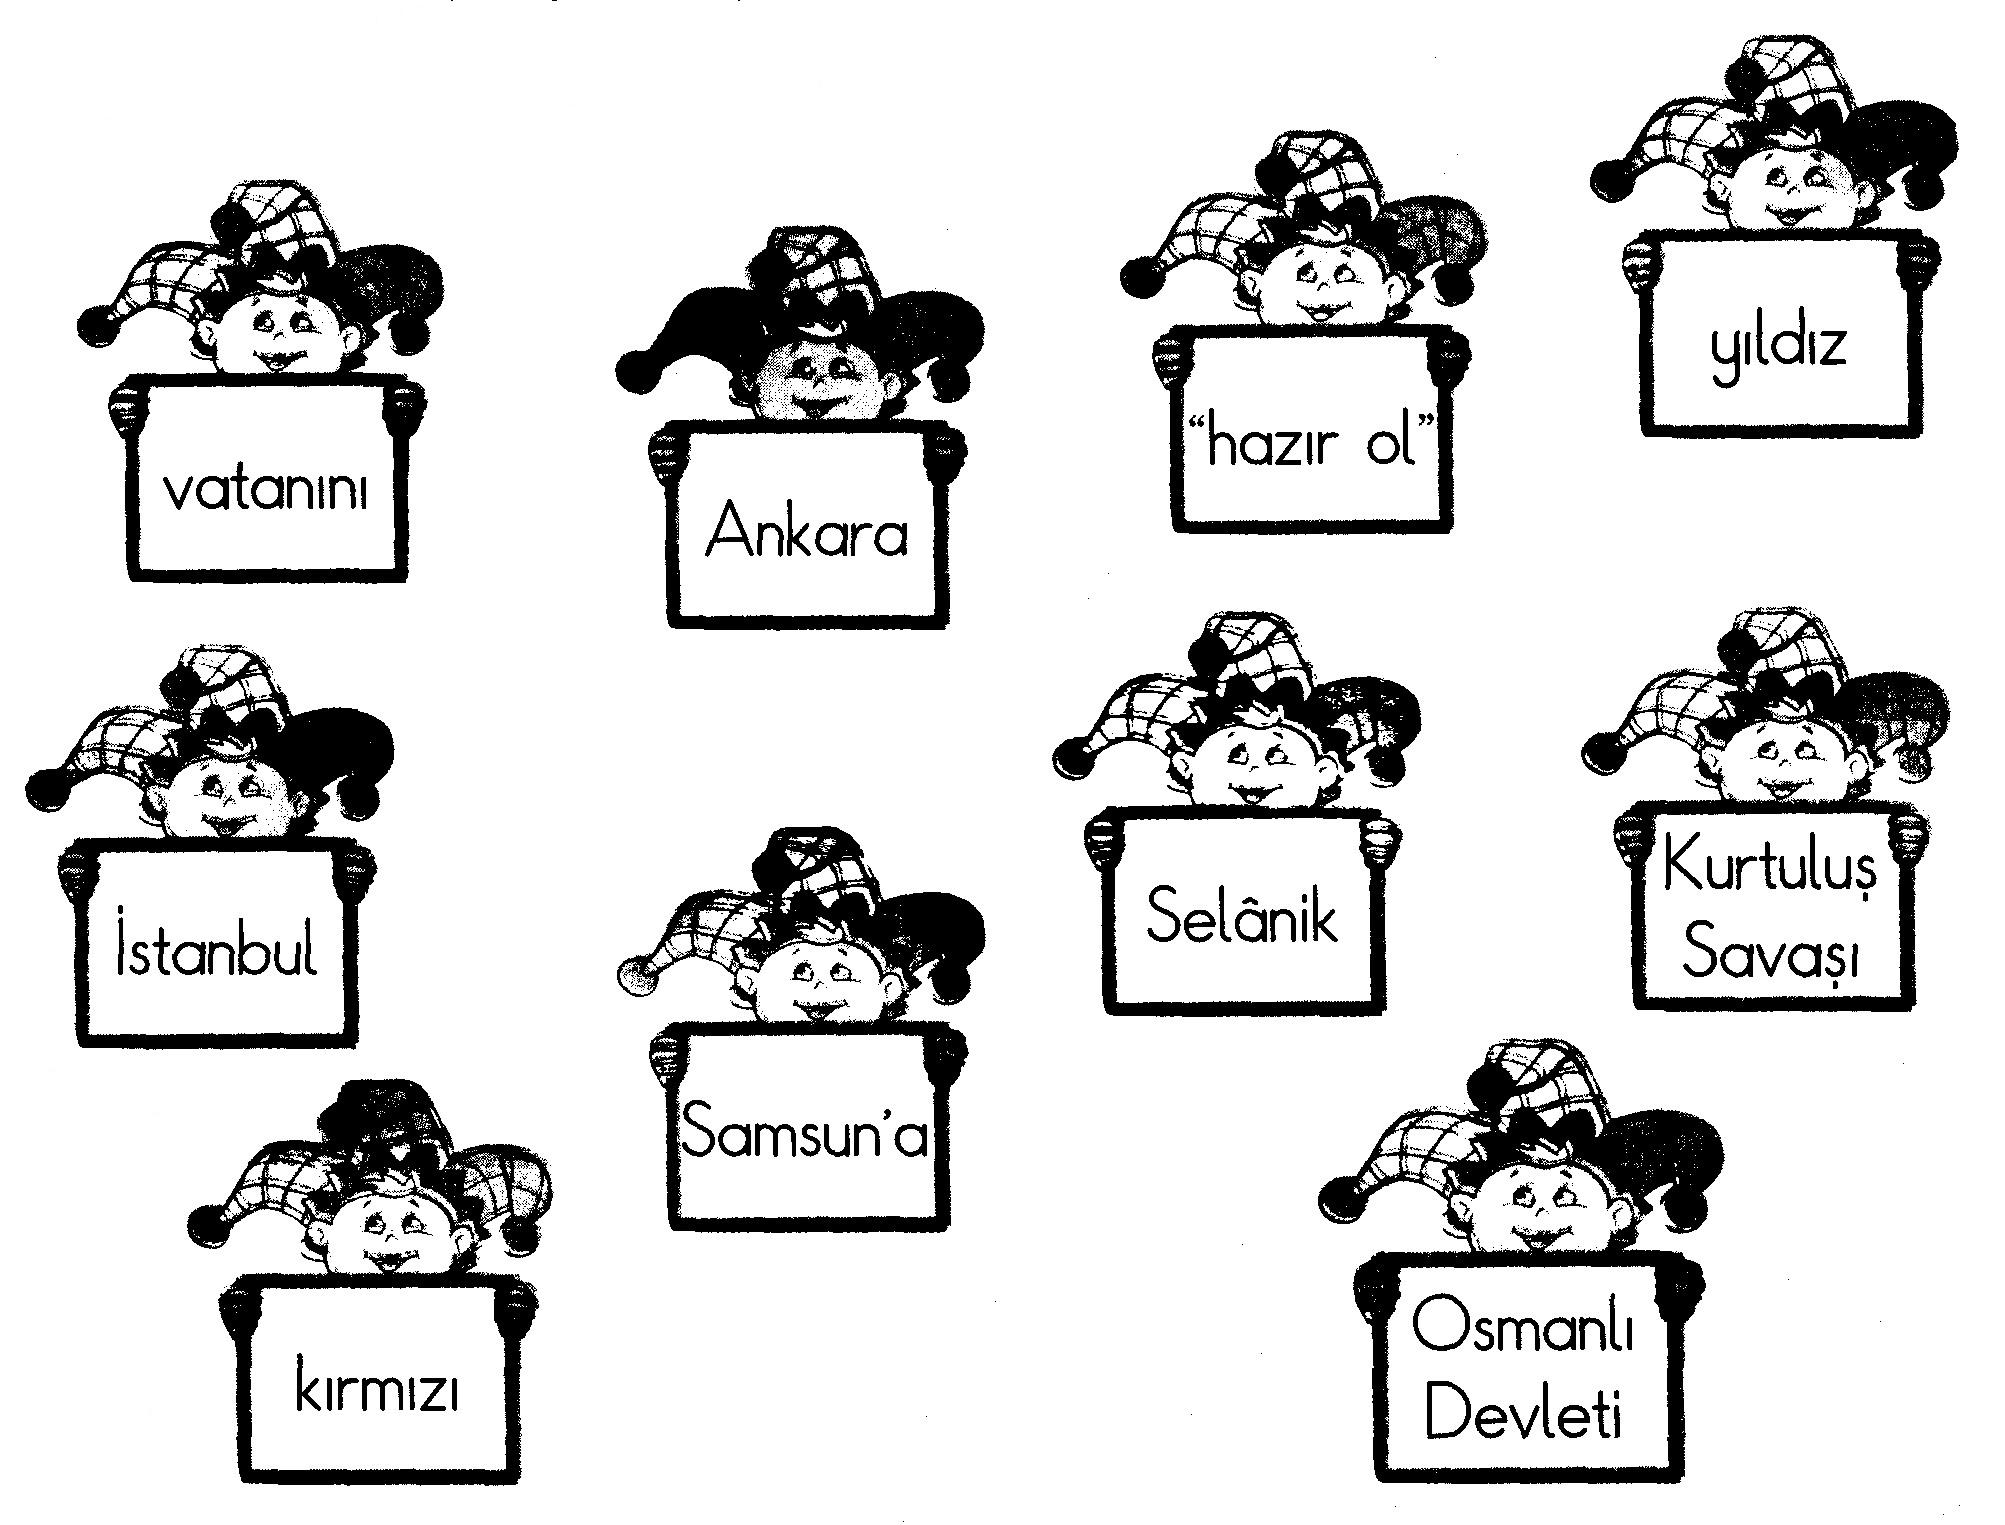 vatanını
Ankara
“hazır ol”
yıldız
İstanbul
Samsun’a
Selânik
Kurtuluş
Savaşı
kırmızı
Osmanlı
Devleti